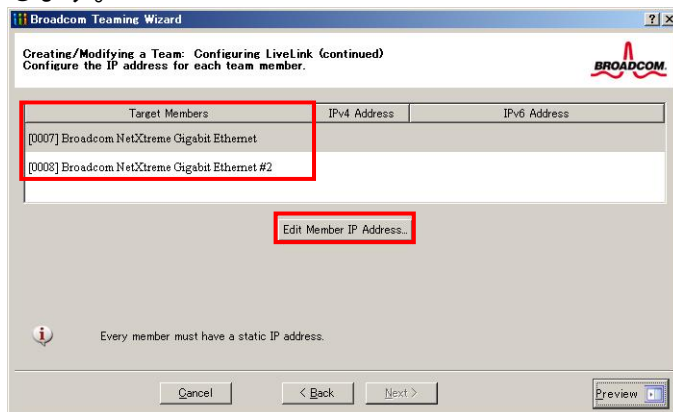 Broadcom Teaming Wizard
Creating/Modifying a Team: Configuring LiveLink (continued)
Configure the IP address for each team member.
BROADCOM.
Target Members IPv4 Address IPv6 Address
[0007] Broadcom NetXtreme Gigabit Ethernet
[0008] Broadcom NetXtreme Gigabit Ethernet #2
Edit Member IP Address...
Every member must have a static IP address.
Cancel < Back Next > Preview